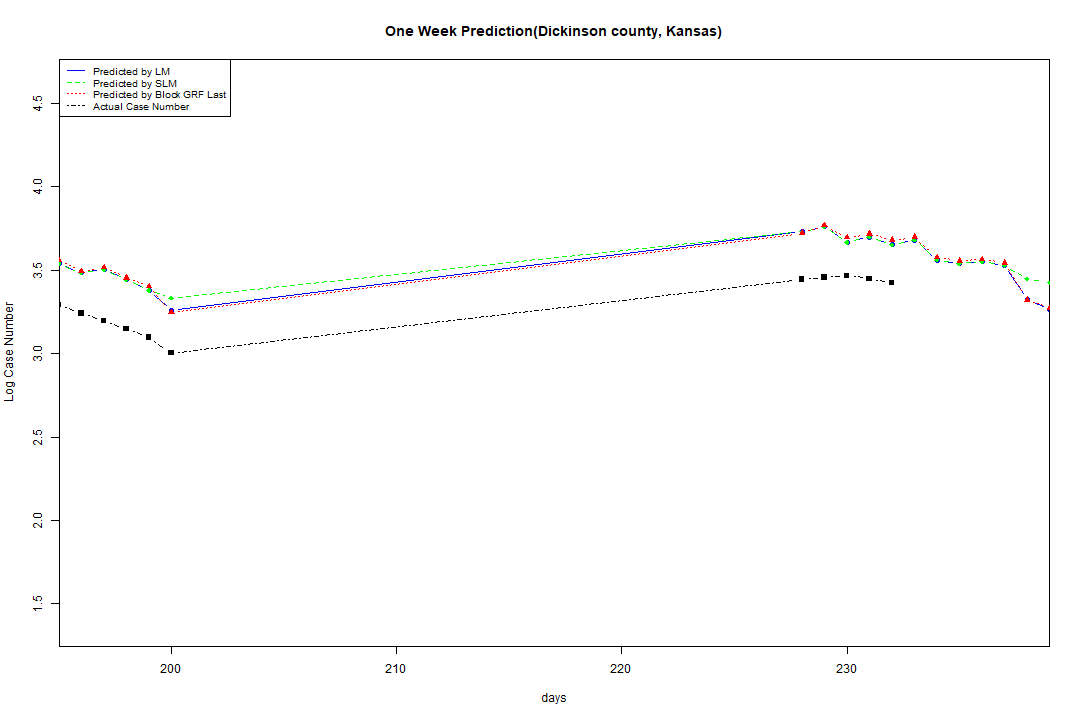 One Week Prediction(Dickinson county, Kansas)
Predicted by LM
Predicted by SLM
Predicted by Block GRF Last
Actual Case Number
4.5
4.0
3.5
3.0
2.5
2.0
1.5
Log Case Number
200
210
220
230
days